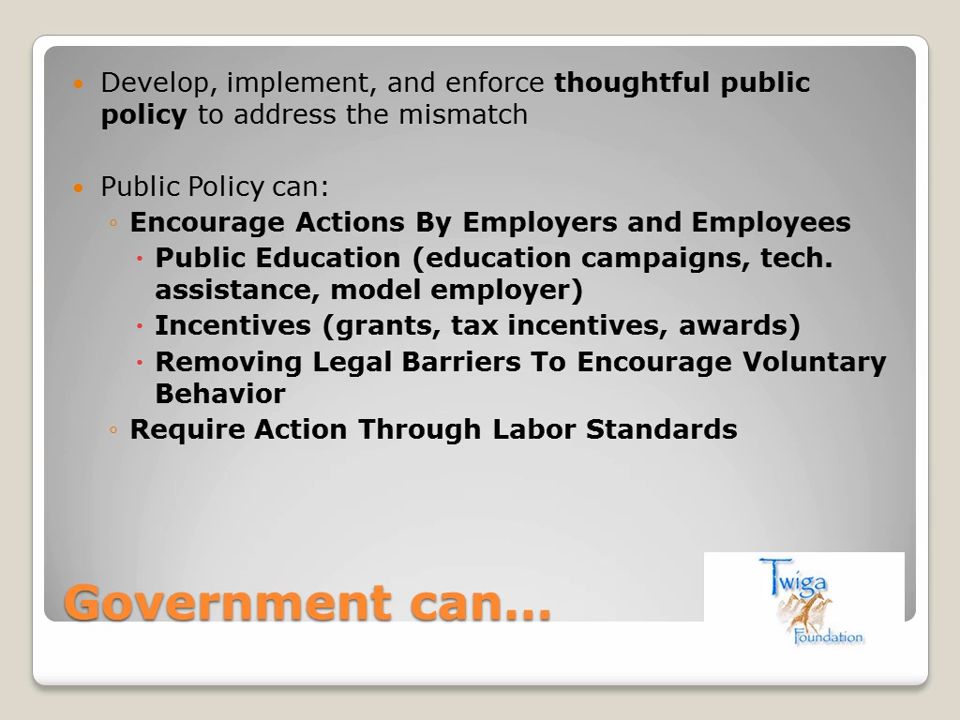 Develop, implement, and enforce thoughtful public
policy to address the mismatch
Public Policy can:
Encourage Actions By Employers and Employees
Public Education (education campaigns, tech.
assistance, model employer)
Incentives (grants, tax incentives, awards)
Removing Legal Barriers To Encourage Voluntary
Behavior
Require Action Through Labor Standards
Government can...
Twiga
Foundation